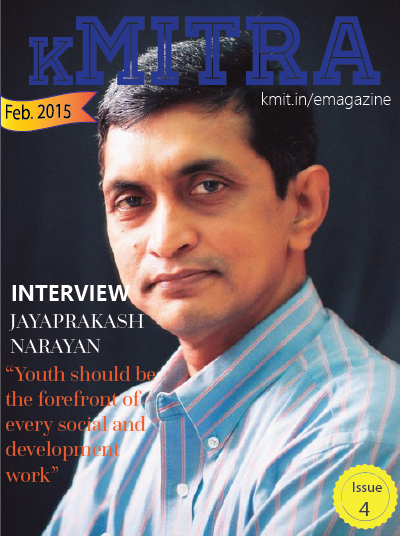 kMITRA
kmit.in/emagazine
Feb. 2015
INTERVIEW
JAYAPRAKASH
NARAYAN
“Youth should be
the forefront of
every social and
development
work”
Issue
4